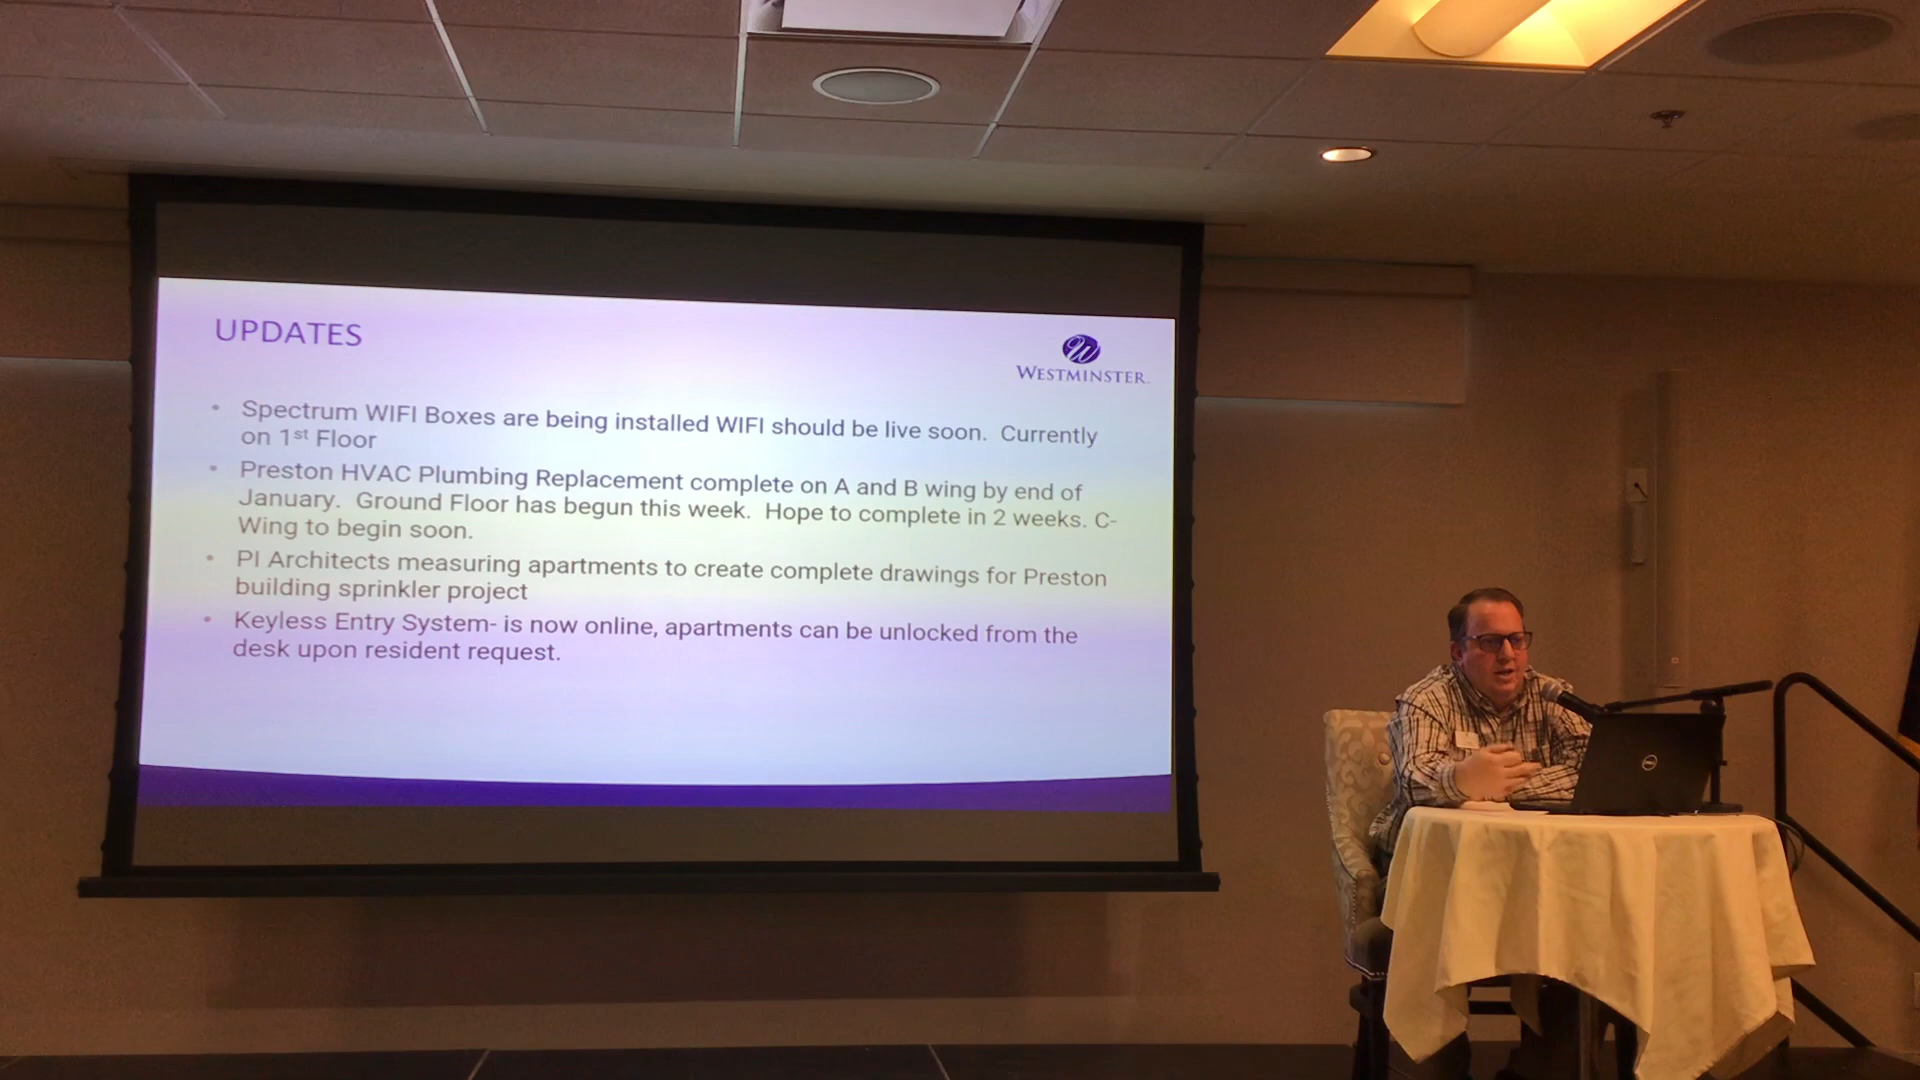 UPDATES
W
WESTMINSTER
• Spectrum WIFI Boxes are being installed WIFI should be live soon. Currently
on 1st Floor
• Preston HVAC Plumbing Replacement complete on A and B wing by end of
January. Ground Floor has begun this week. Hope to complete in 2 weeks. C-
Wing to begin soon.
• PI Architects measuring apartments to create complete drawings for Preston
building sprinkler project
• Keyless Entry System- is now online, apartments can be unlocked from the
desk upon resident request.
DELL